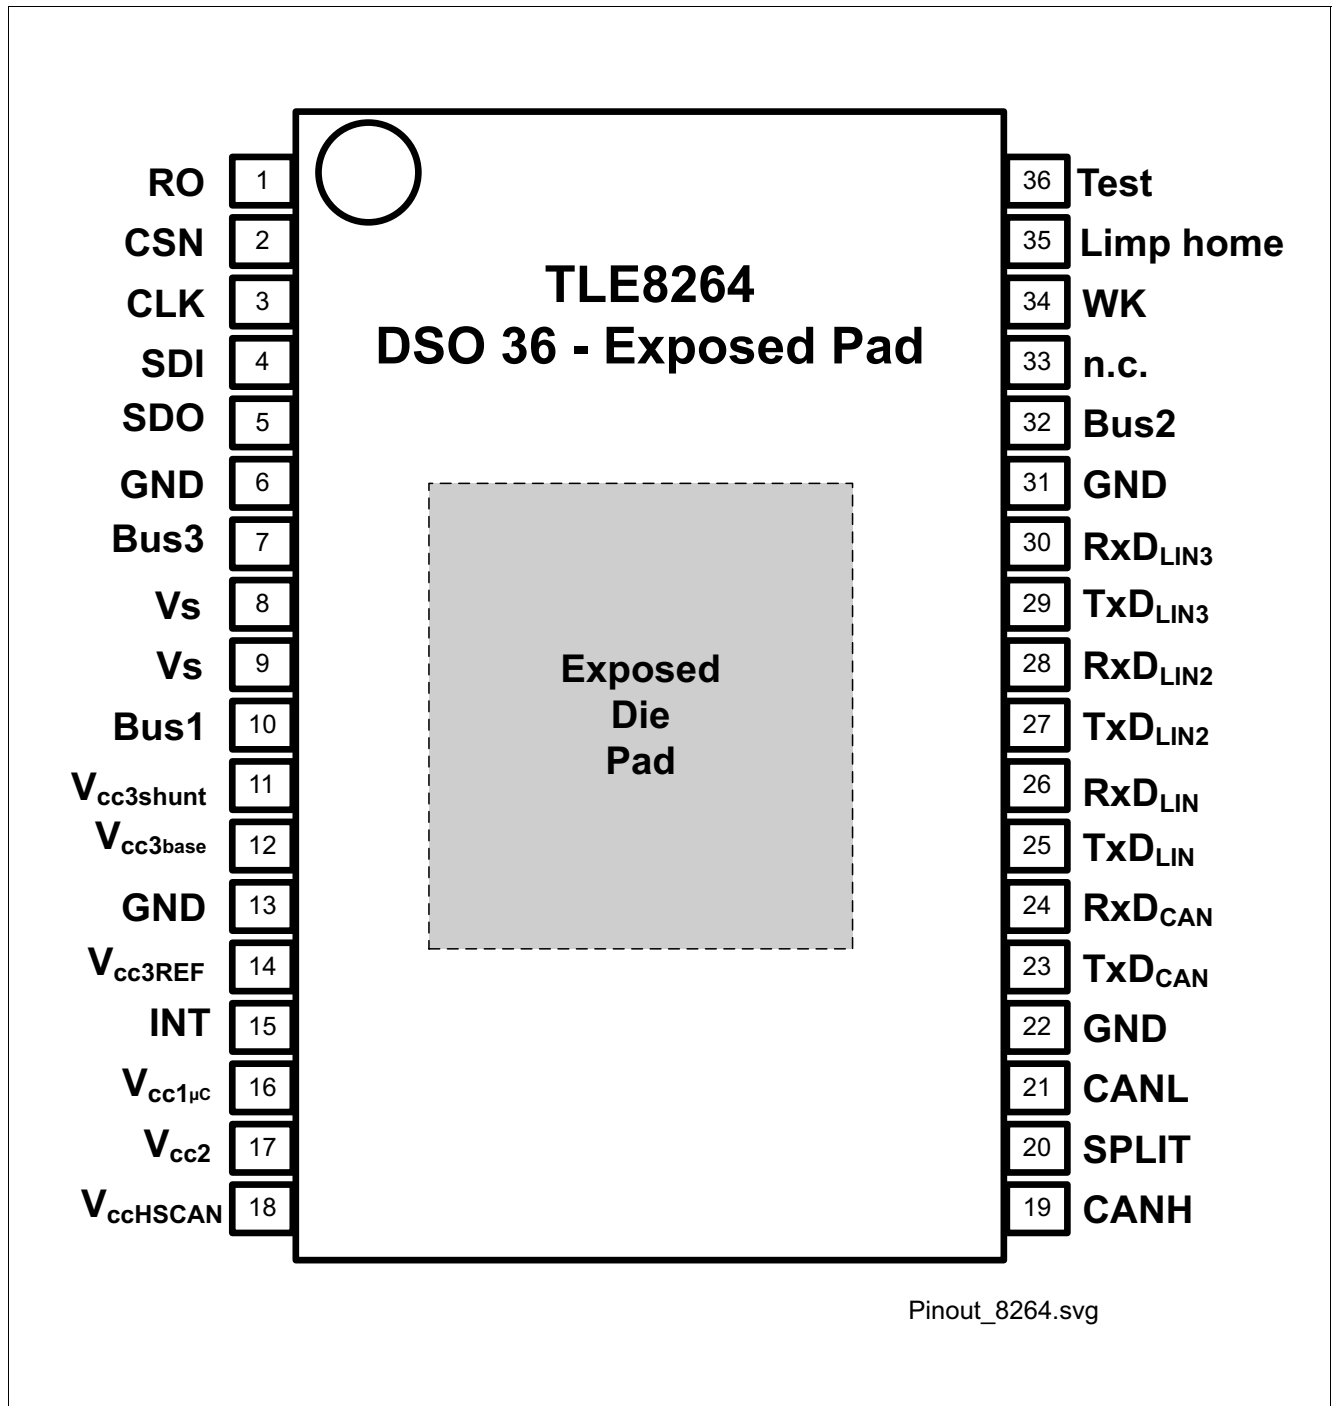 RO 1
CSN 2
CLK 3
SDI 4
SDO 5
GND 6
Bus3 7
Vs 8
Vs 9
Bus1 10
Vcc3shunt 11
Vcc3base 12
GND 13
Vcc3REF 14
INT 15
Vcc1µC 16
Vcc2 17
VccHSCAN 18
TLE8264
DSO 36 - Exposed Pad
Exposed
Die
Pad
36 Test
35 Limp home
34 WK
33 n.c.
32 Bus2
31 GND
30 RxDLIN3
29 TxDLIN3
28 RxDLIN2
27 TxDLIN2
26 RxDLIN
25 TxDLIN
24 RxDCAN
23 TxDCAN
22 GND
21 CANL
20 SPLIT
19 CANH
Pinout_8264.svg